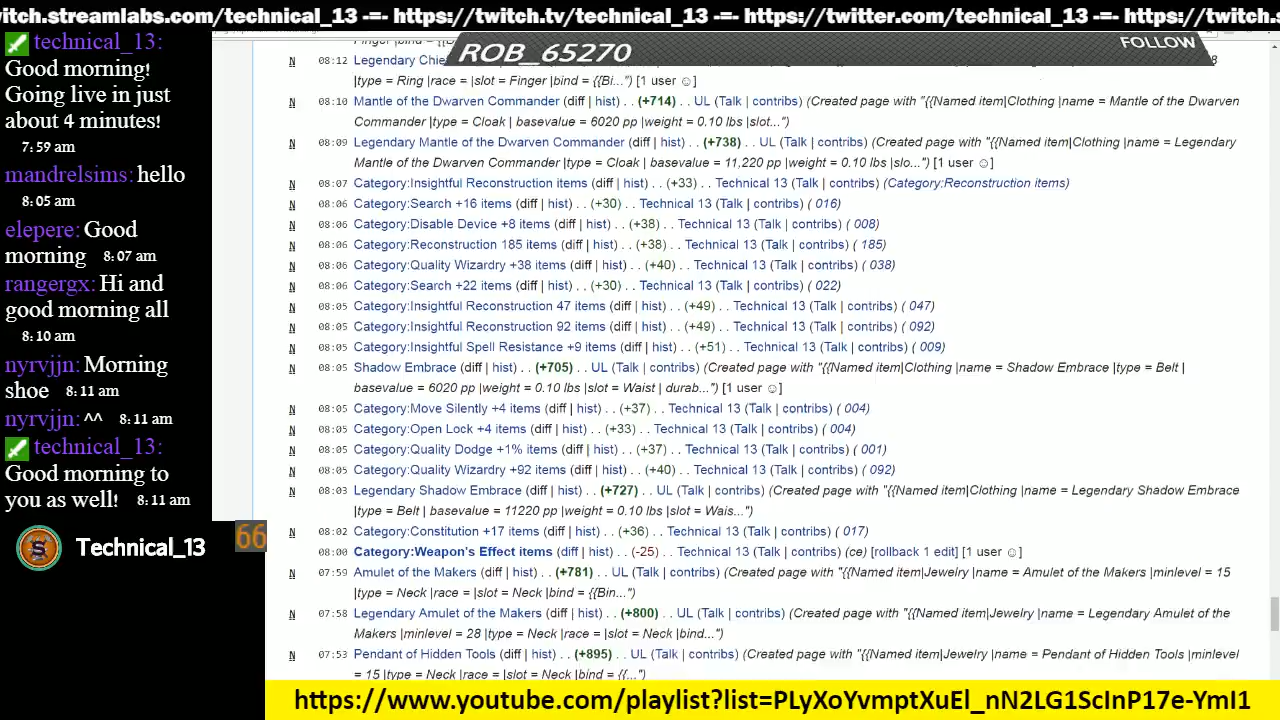 witch.streamlabs.com/technical_13 -=- https://twitch.tv/technical_13 -=- https://twitter.com/technical_13 -=- https://twitch.s
technical_13:
Good morning!
Going live in just
about 4 minutes!
7:59 am
mandrelsims: hello
8:05 am
elepere: Good
morning 8:07 am
rangergx: Hi and
good morning all
8:10 am
nyrvjjn: Morning
shoe 8:11 am
nyrvjjn: ^^ 8:11 am
technical_13:
Good morning to
you as well! 8:11 am
Technical_13
66
ROB_65270
FOLLOW
N 08:12 Legendary Chie
|type = Ring |race = |slot = Finger |bind = {{Bi...") [1 user ☺]
N 08:10 Mantle of the Dwarven Commander (diff | hist) . . (+714) . . UL (Talk | contribs) (Created page with "{{Named item|Clothing |name = Mantle of the Dwarven
Commander |type = Cloak | basevalue = 6020 pp |weight = 0.10 lbs |slot...")
N 08:09 Legendary Mantle of the Dwarven Commander (diff | hist) . . (+738) . . UL (Talk | contribs) (Created page with "{{Named item|Clothing |name = Legendary
Mantle of the Dwarven Commander |type = Cloak | basevalue = 11,220 pp |weight = 0.10 lbs |slo...") [1 user ☺]
N 08:07 Category:Insightful Reconstruction items (diff | hist) . . (+33) . . Technical 13 (Talk | contribs) (Category:Reconstruction items)
N 08:06 Category:Search +16 items (diff | hist) . . (+30) . . Technical 13 (Talk | contribs) ( 016)
N 08:06 Category:Disable Device +8 items (diff | hist) . . (+38) . . Technical 13 (Talk | contribs) ( 008)
N 08:06 Category:Reconstruction 185 items (diff | hist) . . (+38) . . Technical 13 (Talk | contribs) ( 185)
N 08:06 Category:Quality Wizardry +38 items (diff | hist) . . (+40) . . Technical 13 (Talk | contribs) ( 038)
N 08:06 Category:Search +22 items (diff | hist) . . (+30) . . Technical 13 (Talk | contribs) ( 022)
N 08:05 Category:Insightful Reconstruction 47 items (diff | hist) . . (+49) . . Technical 13 (Talk | contribs) ( 047)
N 08:05 Category:Insightful Reconstruction 92 items (diff | hist) . . (+49) . . Technical 13 (Talk | contribs) ( 092)
N 08:05 Category:Insightful Spell Resistance +9 items (diff | hist) . . (+51) . . Technical 13 (Talk | contribs) ( 009)
N 08:05 Shadow Embrace (diff | hist) . . (+705) . . UL (Talk | contribs) (Created page with "{{Named item|Clothing |name = Shadow Embrace |type = Belt |
basevalue = 6020 pp |weight = 0.10 lbs |slot = Waist | durab...") [1 user ☺]
N 08:05 Category:Move Silently +4 items (diff | hist) . . (+37) . . Technical 13 (Talk | contribs) ( 004)
N 08:05 Category:Open Lock +4 items (diff | hist) . . (+33) . . Technical 13 (Talk | contribs) ( 004)
N 08:05 Category:Quality Dodge +1% items (diff | hist) . . (+37) . . Technical 13 (Talk | contribs) ( 001)
N 08:05 Category:Quality Wizardry +92 items (diff | hist) . . (+40) . . Technical 13 (Talk | contribs) ( 092)
N 08:03 Legendary Shadow Embrace (diff | hist) . . (+727) . . UL (Talk | contribs) (Created page with "{{Named item|Clothing |name = Legendary Shadow Embrace
|type = Belt | basevalue = 11220 pp |weight = 0.10 lbs |slot = Wais...")
N 08:02 Category:Constitution +17 items (diff | hist) . . (+36) . . Technical 13 (Talk | contribs) ( 017)
N 08:00 Category:Weapon's Effect items (diff | hist) . . (-25) . . Technical 13 (Talk | contribs) (ce) [rollback 1 edit] [1 user ☺]
N 07:59 Amulet of the Makers (diff | hist) . . (+781) . . UL (Talk | contribs) (Created page with "{{Named item|Jewelry |name = Amulet of the Makers |minlevel = 15
|type = Neck |race = |slot = Neck |bind = {{Bin...")
N 07:58 Legendary Amulet of the Makers (diff | hist) . . (+800) . . UL (Talk | contribs) (Created page with "{{Named item|Jewelry |name = Legendary Amulet of the
Makers |minlevel = 28 |type = Neck |race = |slot = Neck |bind...")
N 07:53 Pendant of Hidden Tools (diff | hist) . . (+895) . . UL (Talk | contribs) (Created page with "{{Named item|Jewelry |name = Pendant of Hidden Tools |minlevel
= 15 |type = Neck |race = |slot = Neck |bind = {{...")
https://www.youtube.com/playlist?list=PLyXoYvmptXuEl_nN2LG1ScInP17e-YmI1